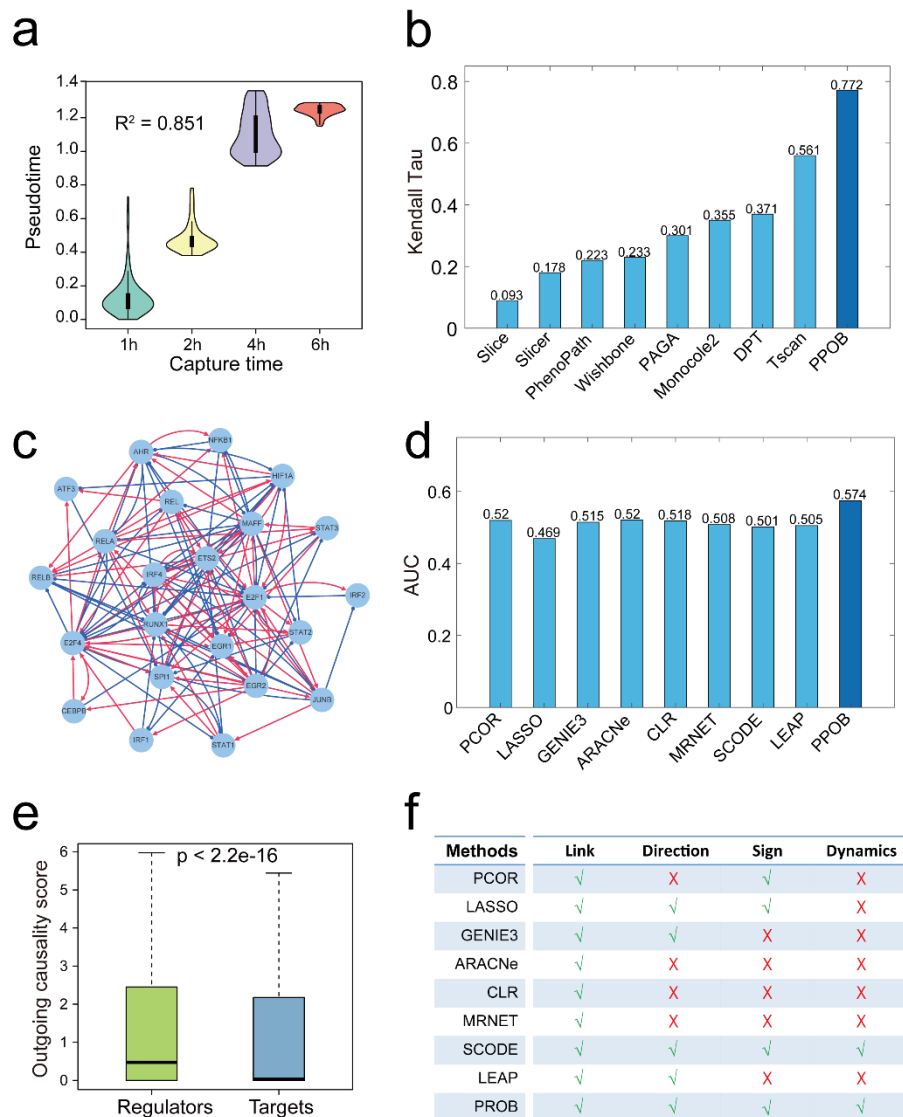 a
1.4
1.2
1.0
0.8
0.6
0.4
0.2
0.0
R² = 0.851
Pseudotime
1h 2h 4h 6h
Capture time
b
0.8
0.6
0.4
0.2
0
Kendall Tau
0.093
0.178
0.223
0.233
0.301
0.355
0.371
0.561
0.772
Slice
Slicer
PhenoPath
Wishbone
PAGA
Monocole2
DPT
Tscan
PPOB
c
NFKB1
AHR
HIF1A
ATF3
REL
MAFF
STAT3
RELA
ETS2
IRF4
RELB
E2F1
IRF2
RUNX1
STAT2
E2F4
EGR1
SPI1
EGR2
JUNB
CEBPB
IRF1
STAT1
d
0.6
0.4
0.2
0
AUC
0.52
0.469
0.515
0.52
0.518
0.508
0.501
0.505
0.574
PCOR
LASSO
GENIE3
ARACNe
CLR
MRNET
SCODE
LEAP
PPOB
e
6
5
4
3
2
1
0
p < 2.2e-16
Outgoing causality score
Regulators Targets
f
Methods Link Direction Sign Dynamics
PCOR √ X √ X
LASSO √ √ √ X
GENIE3 √ √ X X
ARACNe √ X X X
CLR √ X X X
MRNET √ X X X
SCODE √ √ √ √
LEAP √ √ X X
PROB √ √ √ √